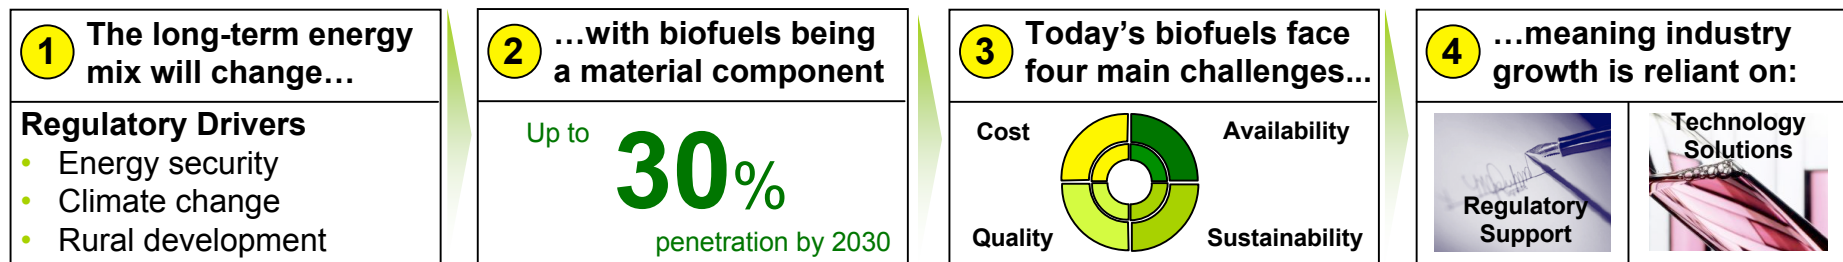 1
The long-term energy
mix will change…
Regulatory Drivers
• Energy security
• Climate change
• Rural development
2
…with biofuels being
a material component
Up to
30%
penetration by 2030
3
Today’s biofuels face
four main challenges...
Cost
Availability
Quality
Sustainability
4
…meaning industry
growth is reliant on:
Regulatory
Support
Technology
Solutions